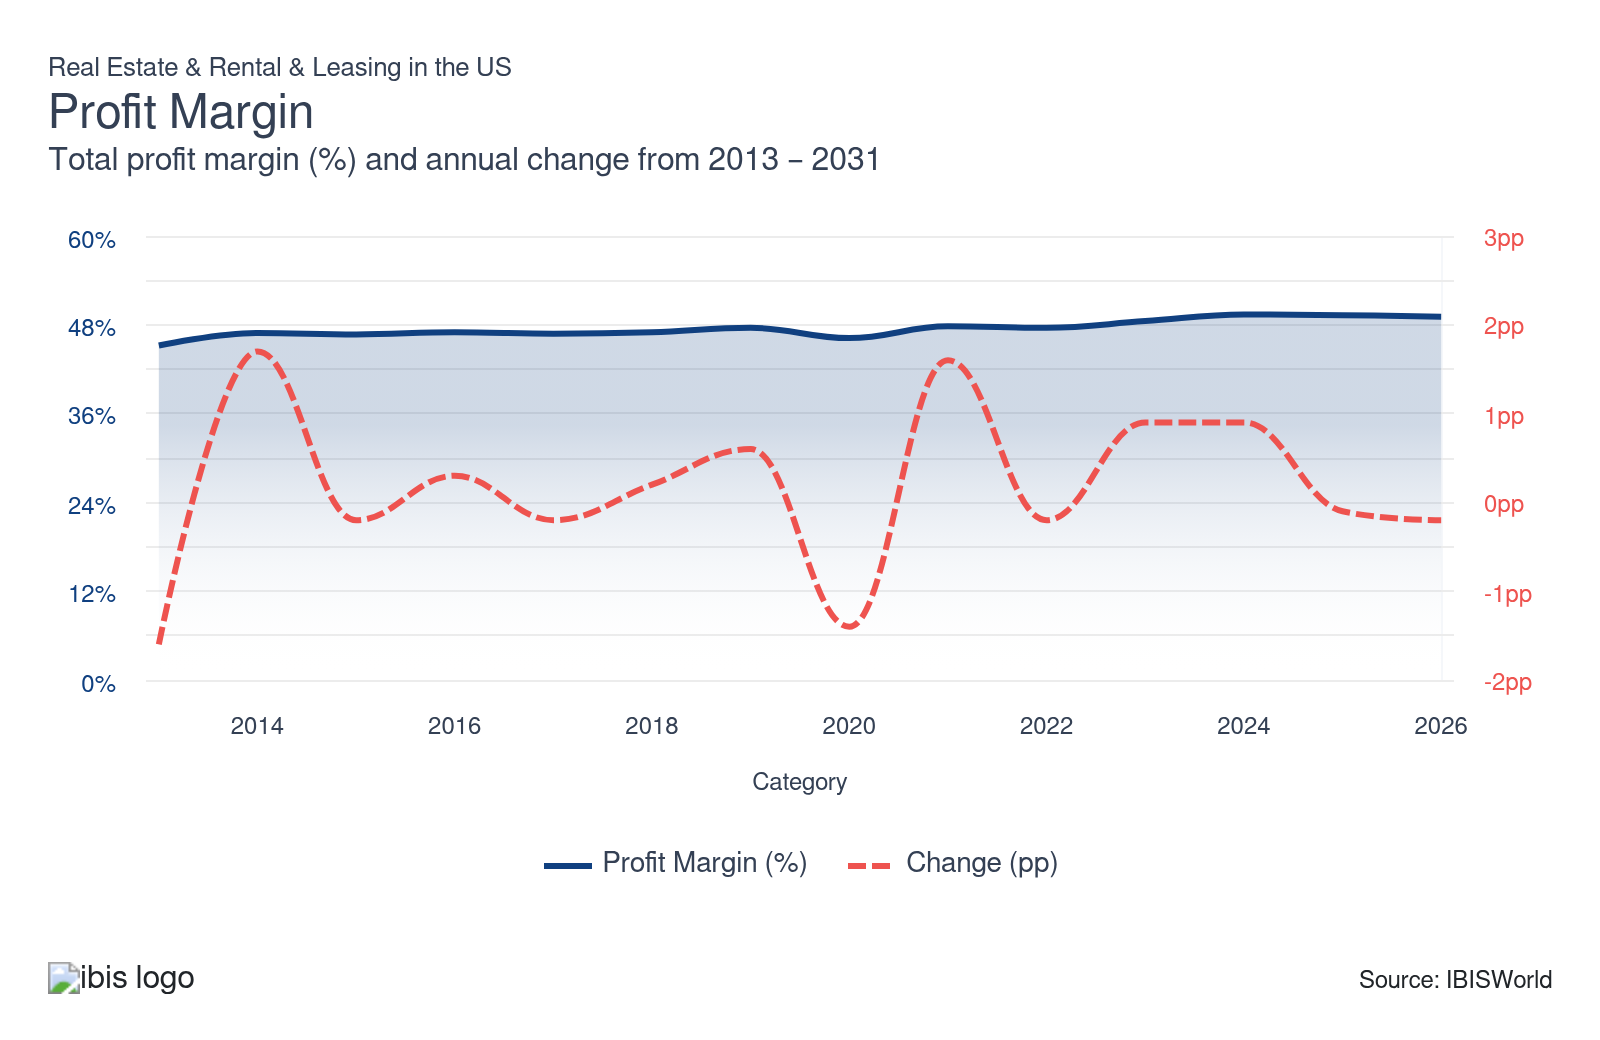 Real Estate & Rental & Leasing in the US
Profit Margin
Total profit margin (%) and annual change from 2013 – 2031
60%
48%
36%
24%
12%
0%
3pp
2pp
1pp
0pp
-1pp
-2pp
2014 2016 2018 2020 2022 2024 2026
Category
Profit Margin (%) Change (pp)
ibis logo
Source: IBISWorld